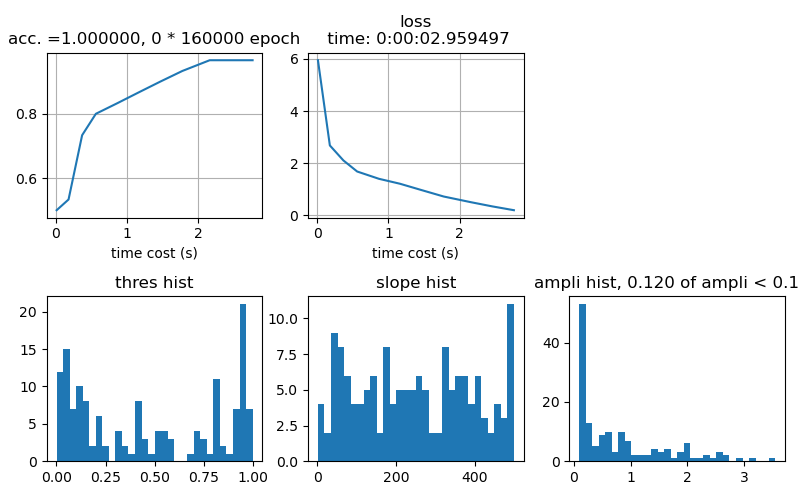 acc. =1.000000, 0 * 160000 epoch
0.8
0.6
0 1 2
time cost (s)
loss
time: 0:00:02.959497
6
4
2
0
0 1 2
time cost (s)
thres hist
20
15
10
5
0
0.00 0.25 0.50 0.75 1.00
slope hist
10.0
7.5
5.0
2.5
0.0
0 200 400
ampli hist, 0.120 of ampli < 0.1
40
20
0
0 1 2 3